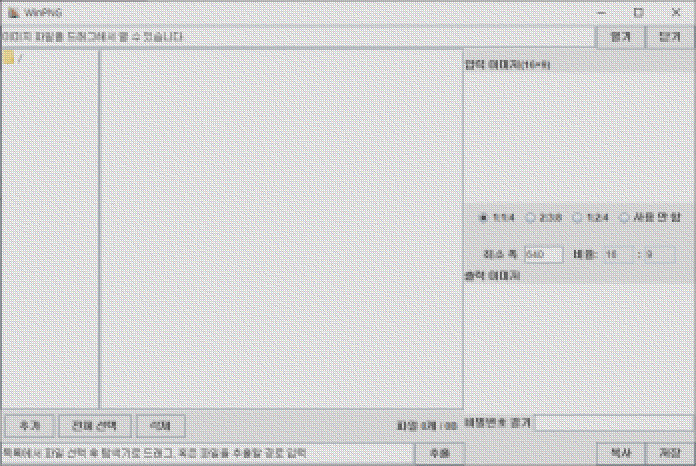 WinPNG
이미지 파일을 드래그해서 열 수 있습니다.
열기 닫기
/
입력 이미지(16×9)
1:1:4 2:3:8 1:2:4 사용 안 함
최소 폭 640 비율: 16 : 9
출력 이미지
추가 전체 선택 삭제
파일 0개 / 0B
비밀번호 걸기
목록에서 파일 선택 후 탐색기로 드래그, 혹은 파일을 추출할 경로 입력
추출
복사 저장